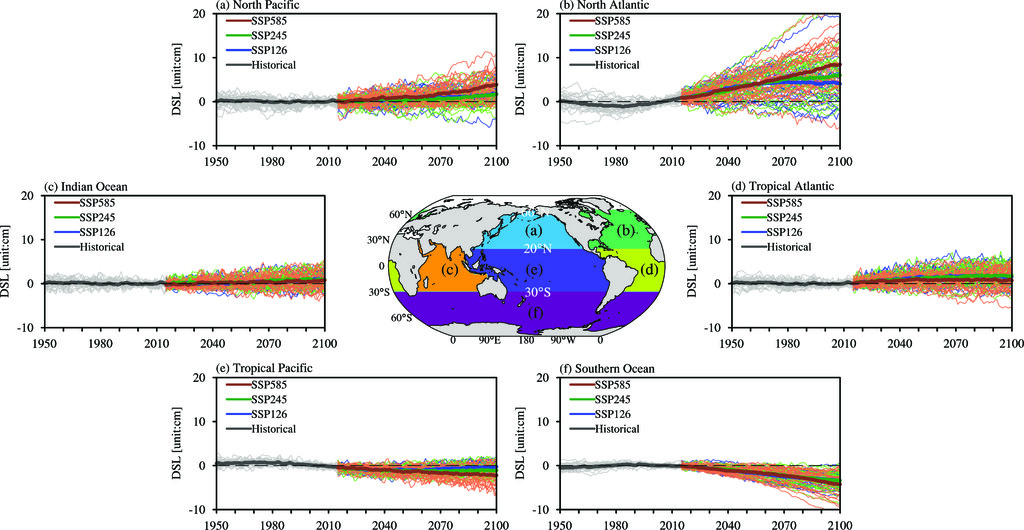 (a) North Pacific
20
10
0
-10
DSL [unit:cm]
SSP585
SSP245
SSP126
Historical
1950 1980 2010 2040 2070 2100
(b) North Atlantic
20
10
0
-10
DSL [unit:cm]
SSP585
SSP245
SSP126
Historical
1950 1980 2010 2040 2070 2100
(c) Indian Ocean
20
10
0
-10
DSL [unit:cm]
SSP585
SSP245
SSP126
Historical
1950 1980 2010 2040 2070 2100
60°N
30°N
0
30°S
60°S
(a)
(b)
20°N
(c)
(e)
(d)
30°S
(f)
0 90°E 180 90°W 0
(d) Tropical Atlantic
20
10
0
-10
DSL [unit:cm]
SSP585
SSP245
SSP126
Historical
1950 1980 2010 2040 2070 2100
(e) Tropical Pacific
20
10
0
-10
DSL [unit:cm]
SSP585
SSP245
SSP126
Historical
1950 1980 2010 2040 2070 2100
(f) Southern Ocean
20
10
0
-10
DSL [unit:cm]
SSP585
SSP245
SSP126
Historical
1950 1980 2010 2040 2070 2100